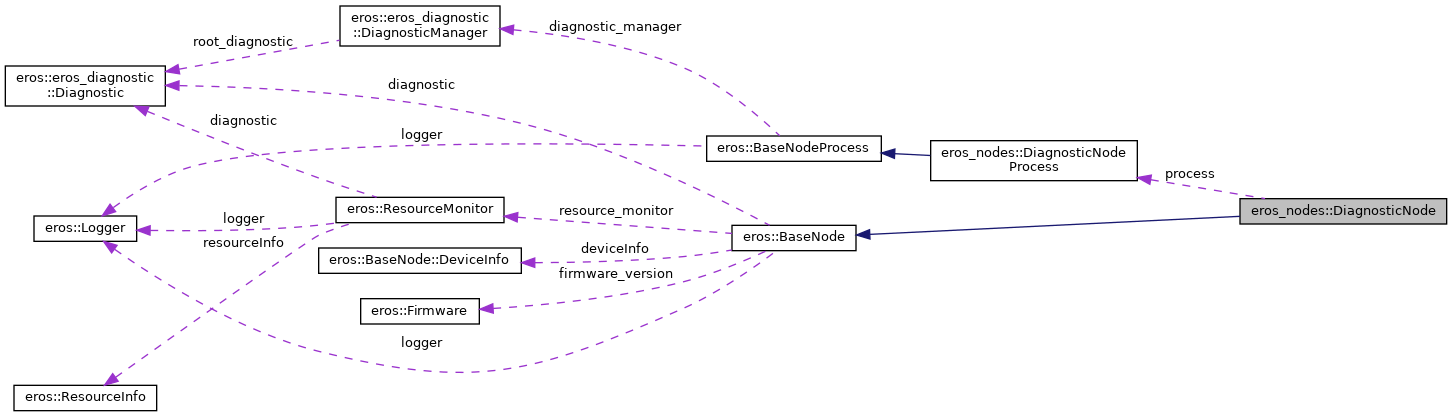 eros::eros_diagnostic
::DiagnosticManager
diagnostic_manager
root_diagnostic
eros::eros_diagnostic
::Diagnostic
diagnostic
diagnostic
logger
eros::BaseNodeProcess
eros_nodes::DiagnosticNode
Process
process
eros::ResourceMonitor
resource_monitor
eros_nodes::DiagnosticNode
logger
eros::Logger
resourceInfo
eros::BaseNode
deviceInfo
eros::BaseNode::DeviceInfo
firmware_version
eros::Firmware
logger
eros::ResourceInfo